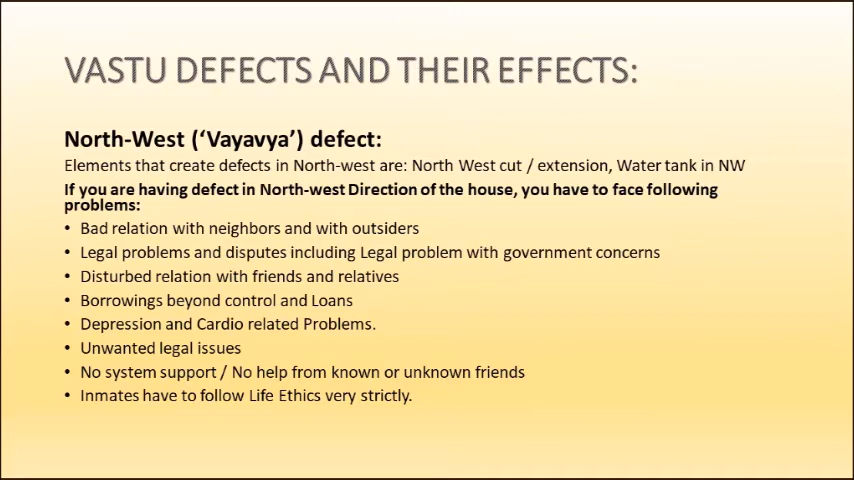 VASTU DEFECTS AND THEIR EFFECTS:
North-West (‘Vayavya’) defect:
Elements that create defects in North-west are: North West cut / extension, Water tank in NW
If you are having defect in North-west Direction of the house, you have to face following
problems:
• Bad relation with neighbors and with outsiders
• Legal problems and disputes including Legal problem with government concerns
• Disturbed relation with friends and relatives
• Borrowings beyond control and Loans
• Depression and Cardio related Problems.
• Unwanted legal issues
• No system support / No help from known or unknown friends
• Inmates have to follow Life Ethics very strictly.